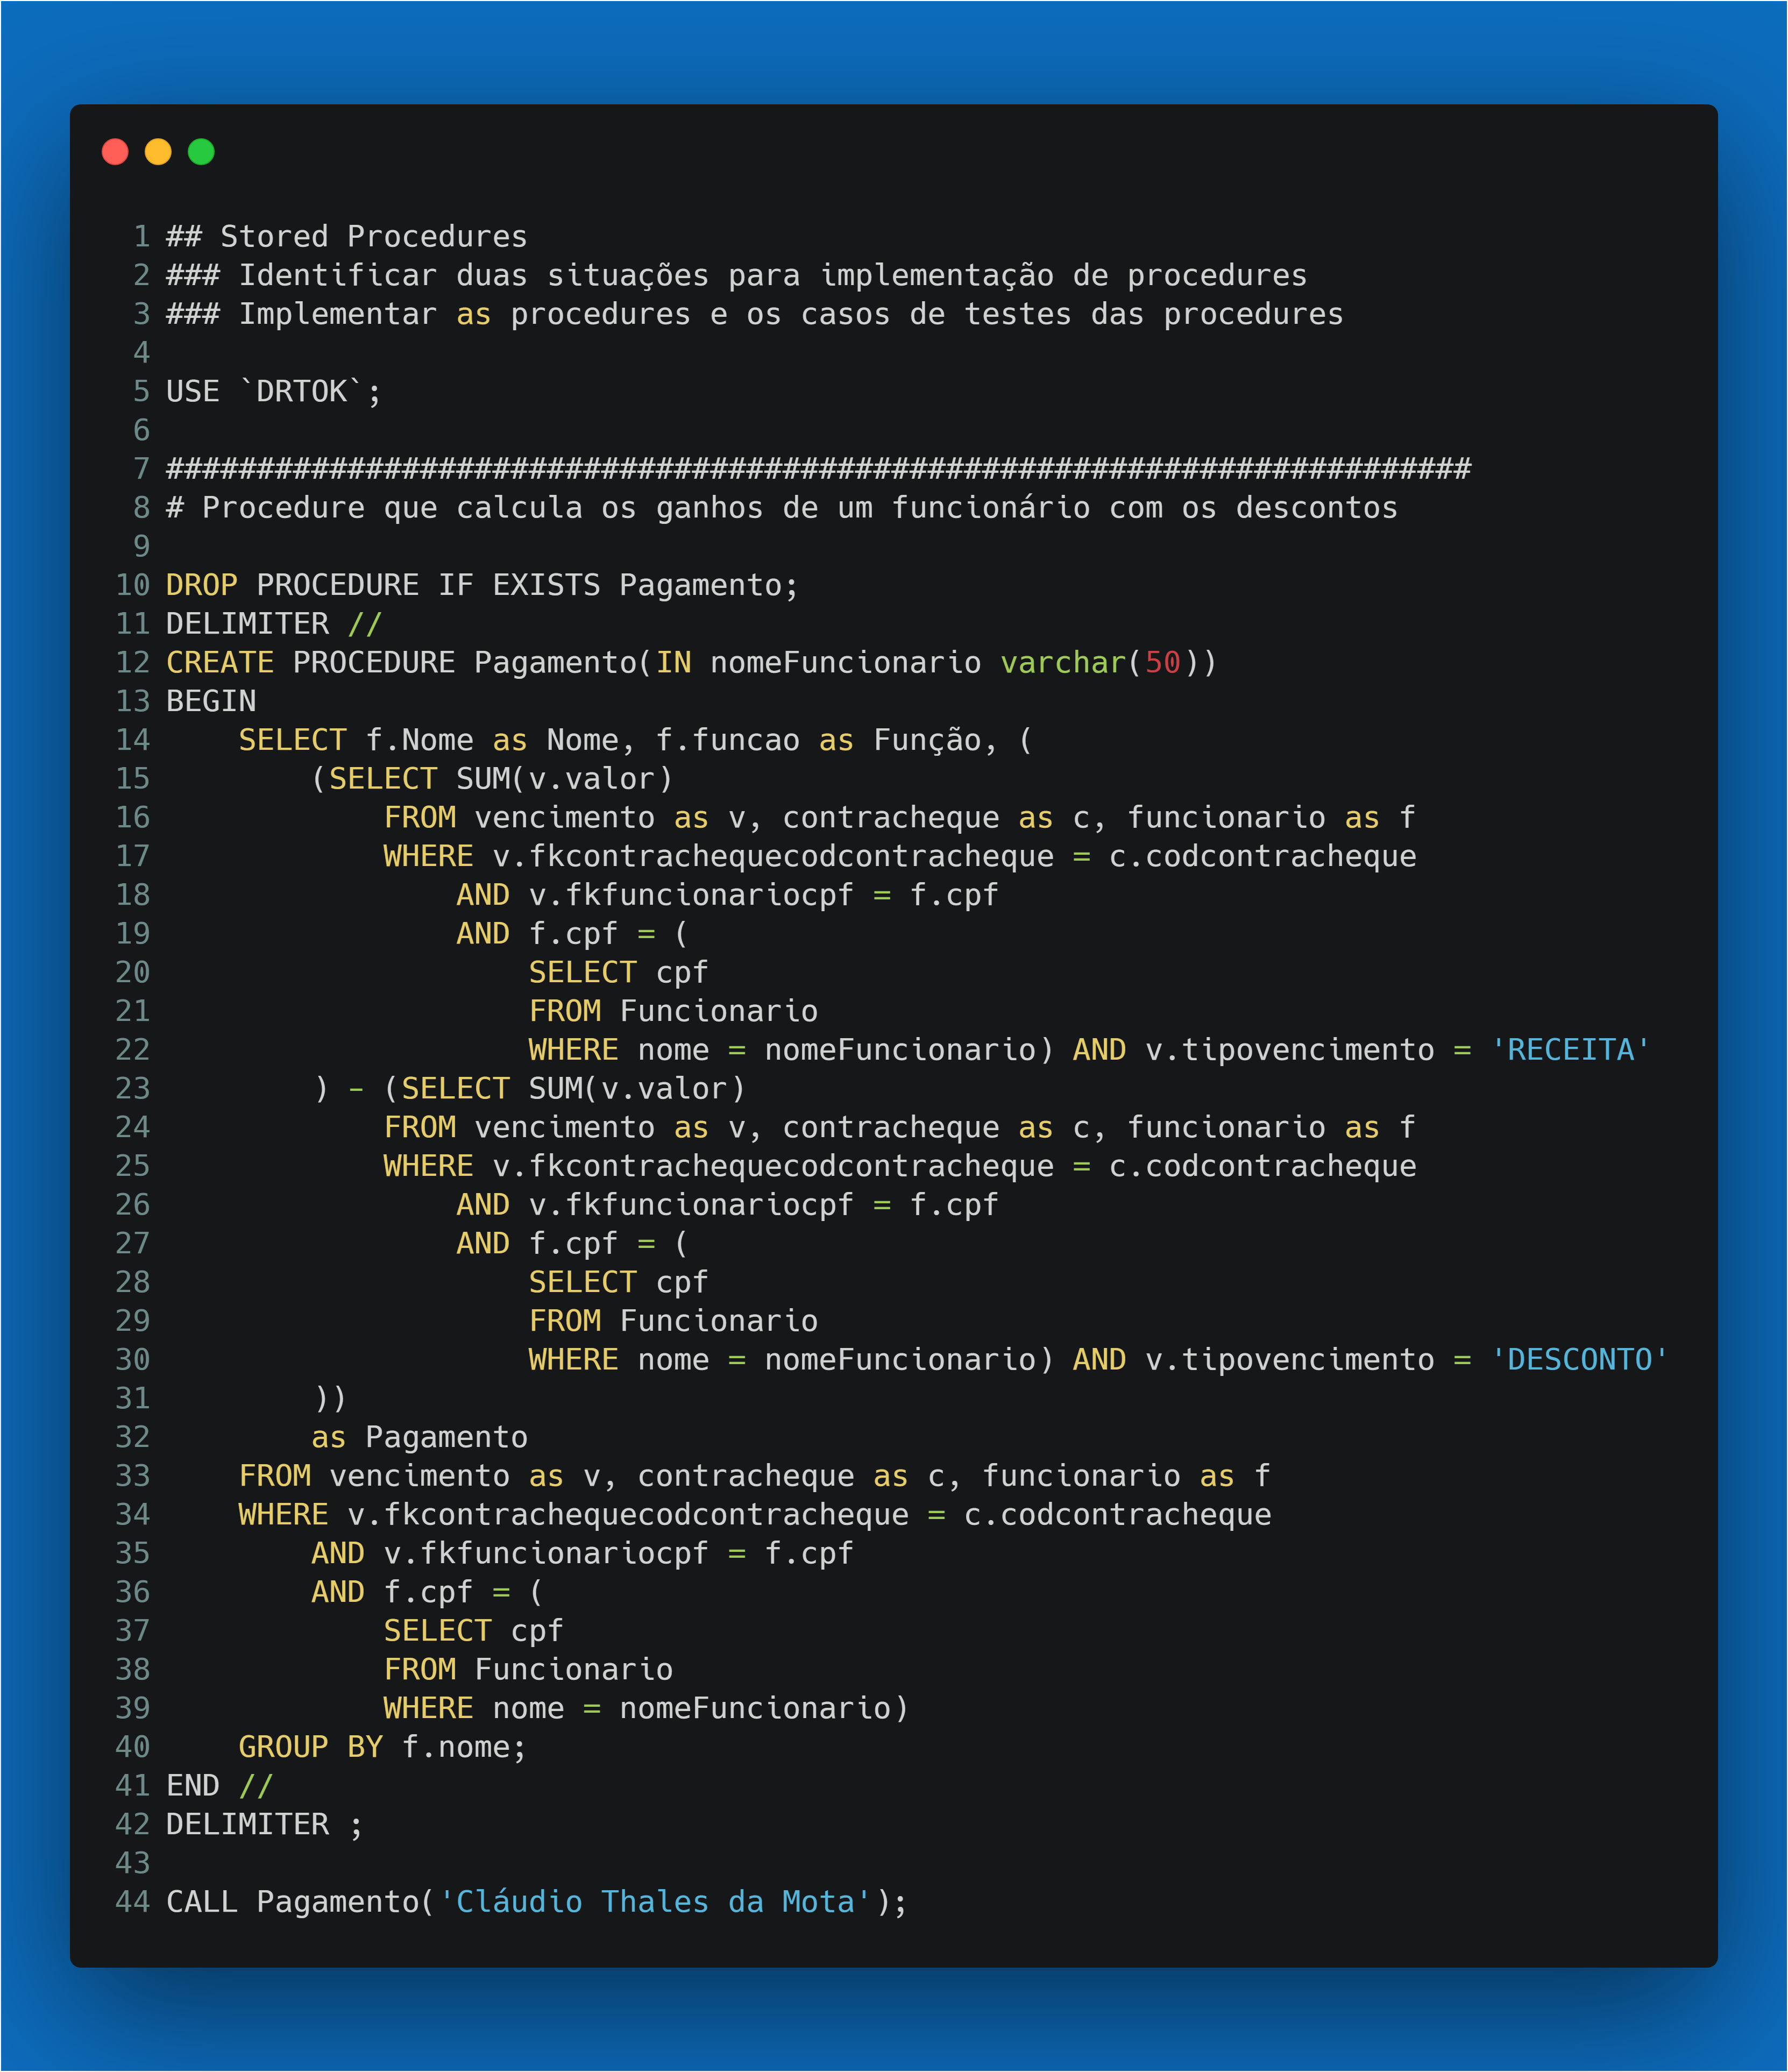 1 ## Stored Procedures
2 ### Identificar duas situações para implementação de procedures
3 ### Implementar as procedures e os casos de testes das procedures
4
5 USE `DRTOK`;
6
7 ########################################################################
8 # Procedure que calcula os ganhos de um funcionário com os descontos
9
10 DROP PROCEDURE IF EXISTS Pagamento;
11 DELIMITER //
12 CREATE PROCEDURE Pagamento(IN nomeFuncionario varchar(50))
13 BEGIN
14     SELECT f.Nome as Nome, f.funcao as Função, (
15         (SELECT SUM(v.valor)
16             FROM vencimento as v, contracheque as c, funcionario as f
17             WHERE v.fkcontrachequecodcontracheque = c.codcontracheque
18                 AND v.fkfuncionariocpf = f.cpf
19                 AND f.cpf = (
20                     SELECT cpf
21                     FROM Funcionario
22                     WHERE nome = nomeFuncionario) AND v.tipovencimento = 'RECEITA'
23         ) - (SELECT SUM(v.valor)
24             FROM vencimento as v, contracheque as c, funcionario as f
25             WHERE v.fkcontrachequecodcontracheque = c.codcontracheque
26                 AND v.fkfuncionariocpf = f.cpf
27                 AND f.cpf = (
28                     SELECT cpf
29                     FROM Funcionario
30                     WHERE nome = nomeFuncionario) AND v.tipovencimento = 'DESCONTO'
31         ))
32         as Pagamento
33     FROM vencimento as v, contracheque as c, funcionario as f
34     WHERE v.fkcontrachequecodcontracheque = c.codcontracheque
35         AND v.fkfuncionariocpf = f.cpf
36         AND f.cpf = (
37             SELECT cpf
38             FROM Funcionario
39             WHERE nome = nomeFuncionario)
40     GROUP BY f.nome;
41 END //
42 DELIMITER ;
43
44 CALL Pagamento('Cláudio Thales da Mota');